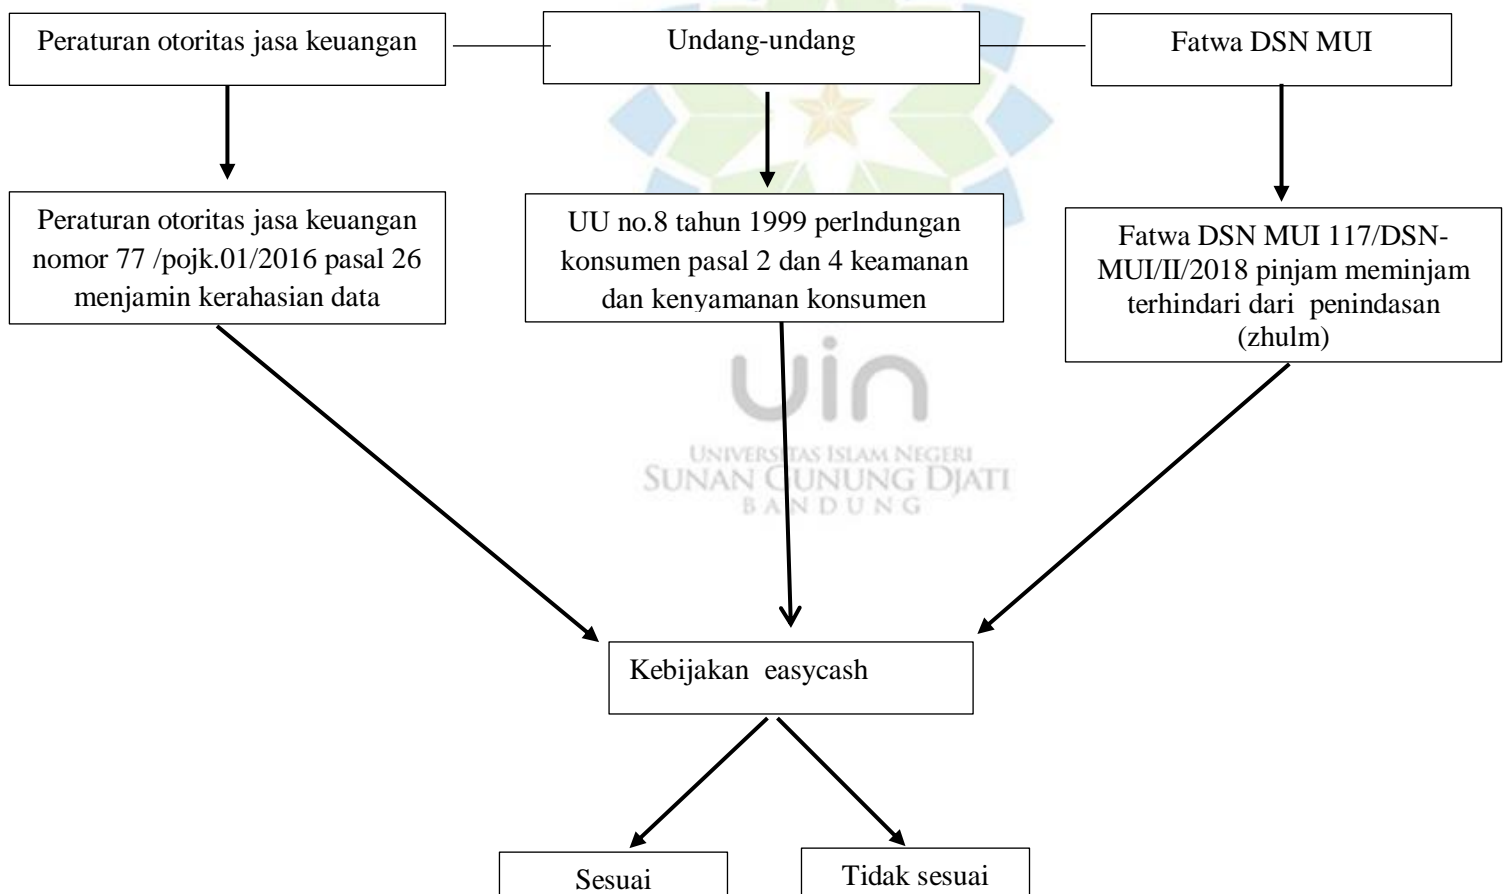 Peraturan otoritas jasa keuangan
Undang-undang
Fatwa DSN MUI
Peraturan otoritas jasa keuangan
nomor 77 /pojk.01/2016 pasal 26
menjamin kerahasian data
UU no.8 tahun 1999 perlndungan
konsumen pasal 2 dan 4 keamanan
dan kenyamanan konsumen
Fatwa DSN MUI 117/DSN-
MUI/II/2018 pinjam meminjam
terhindari dari penindasan
(zhulm)
uin
UNIVERSITAS ISLAM NEGERI
SUNAN GUNUNG DJATI
BANDUNG
Kebijakan easycash
Sesuai
Tidak sesuai